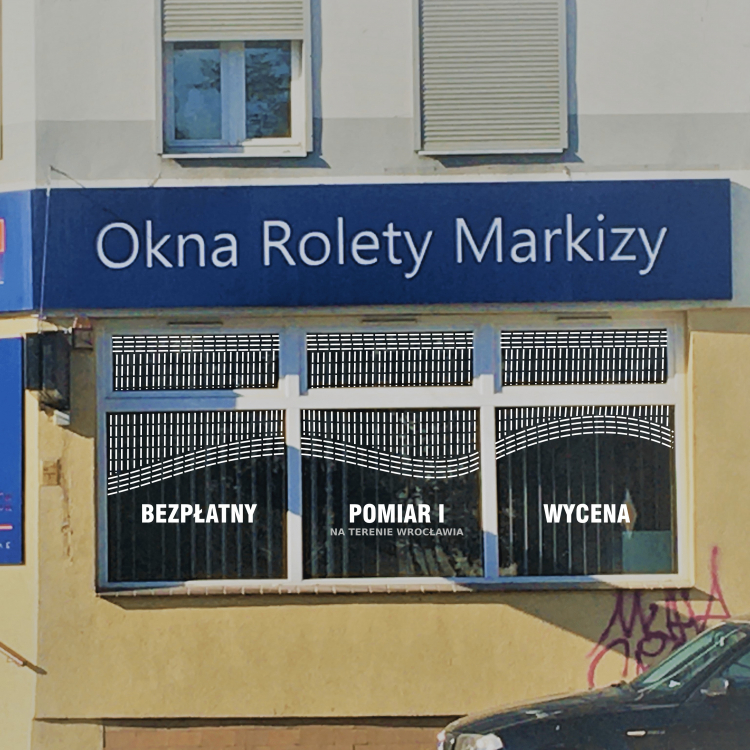 Okna Rolety Markizy
BEZPŁATNY POMIAR I WYCENA
NA TERENIE WROCŁAWIA